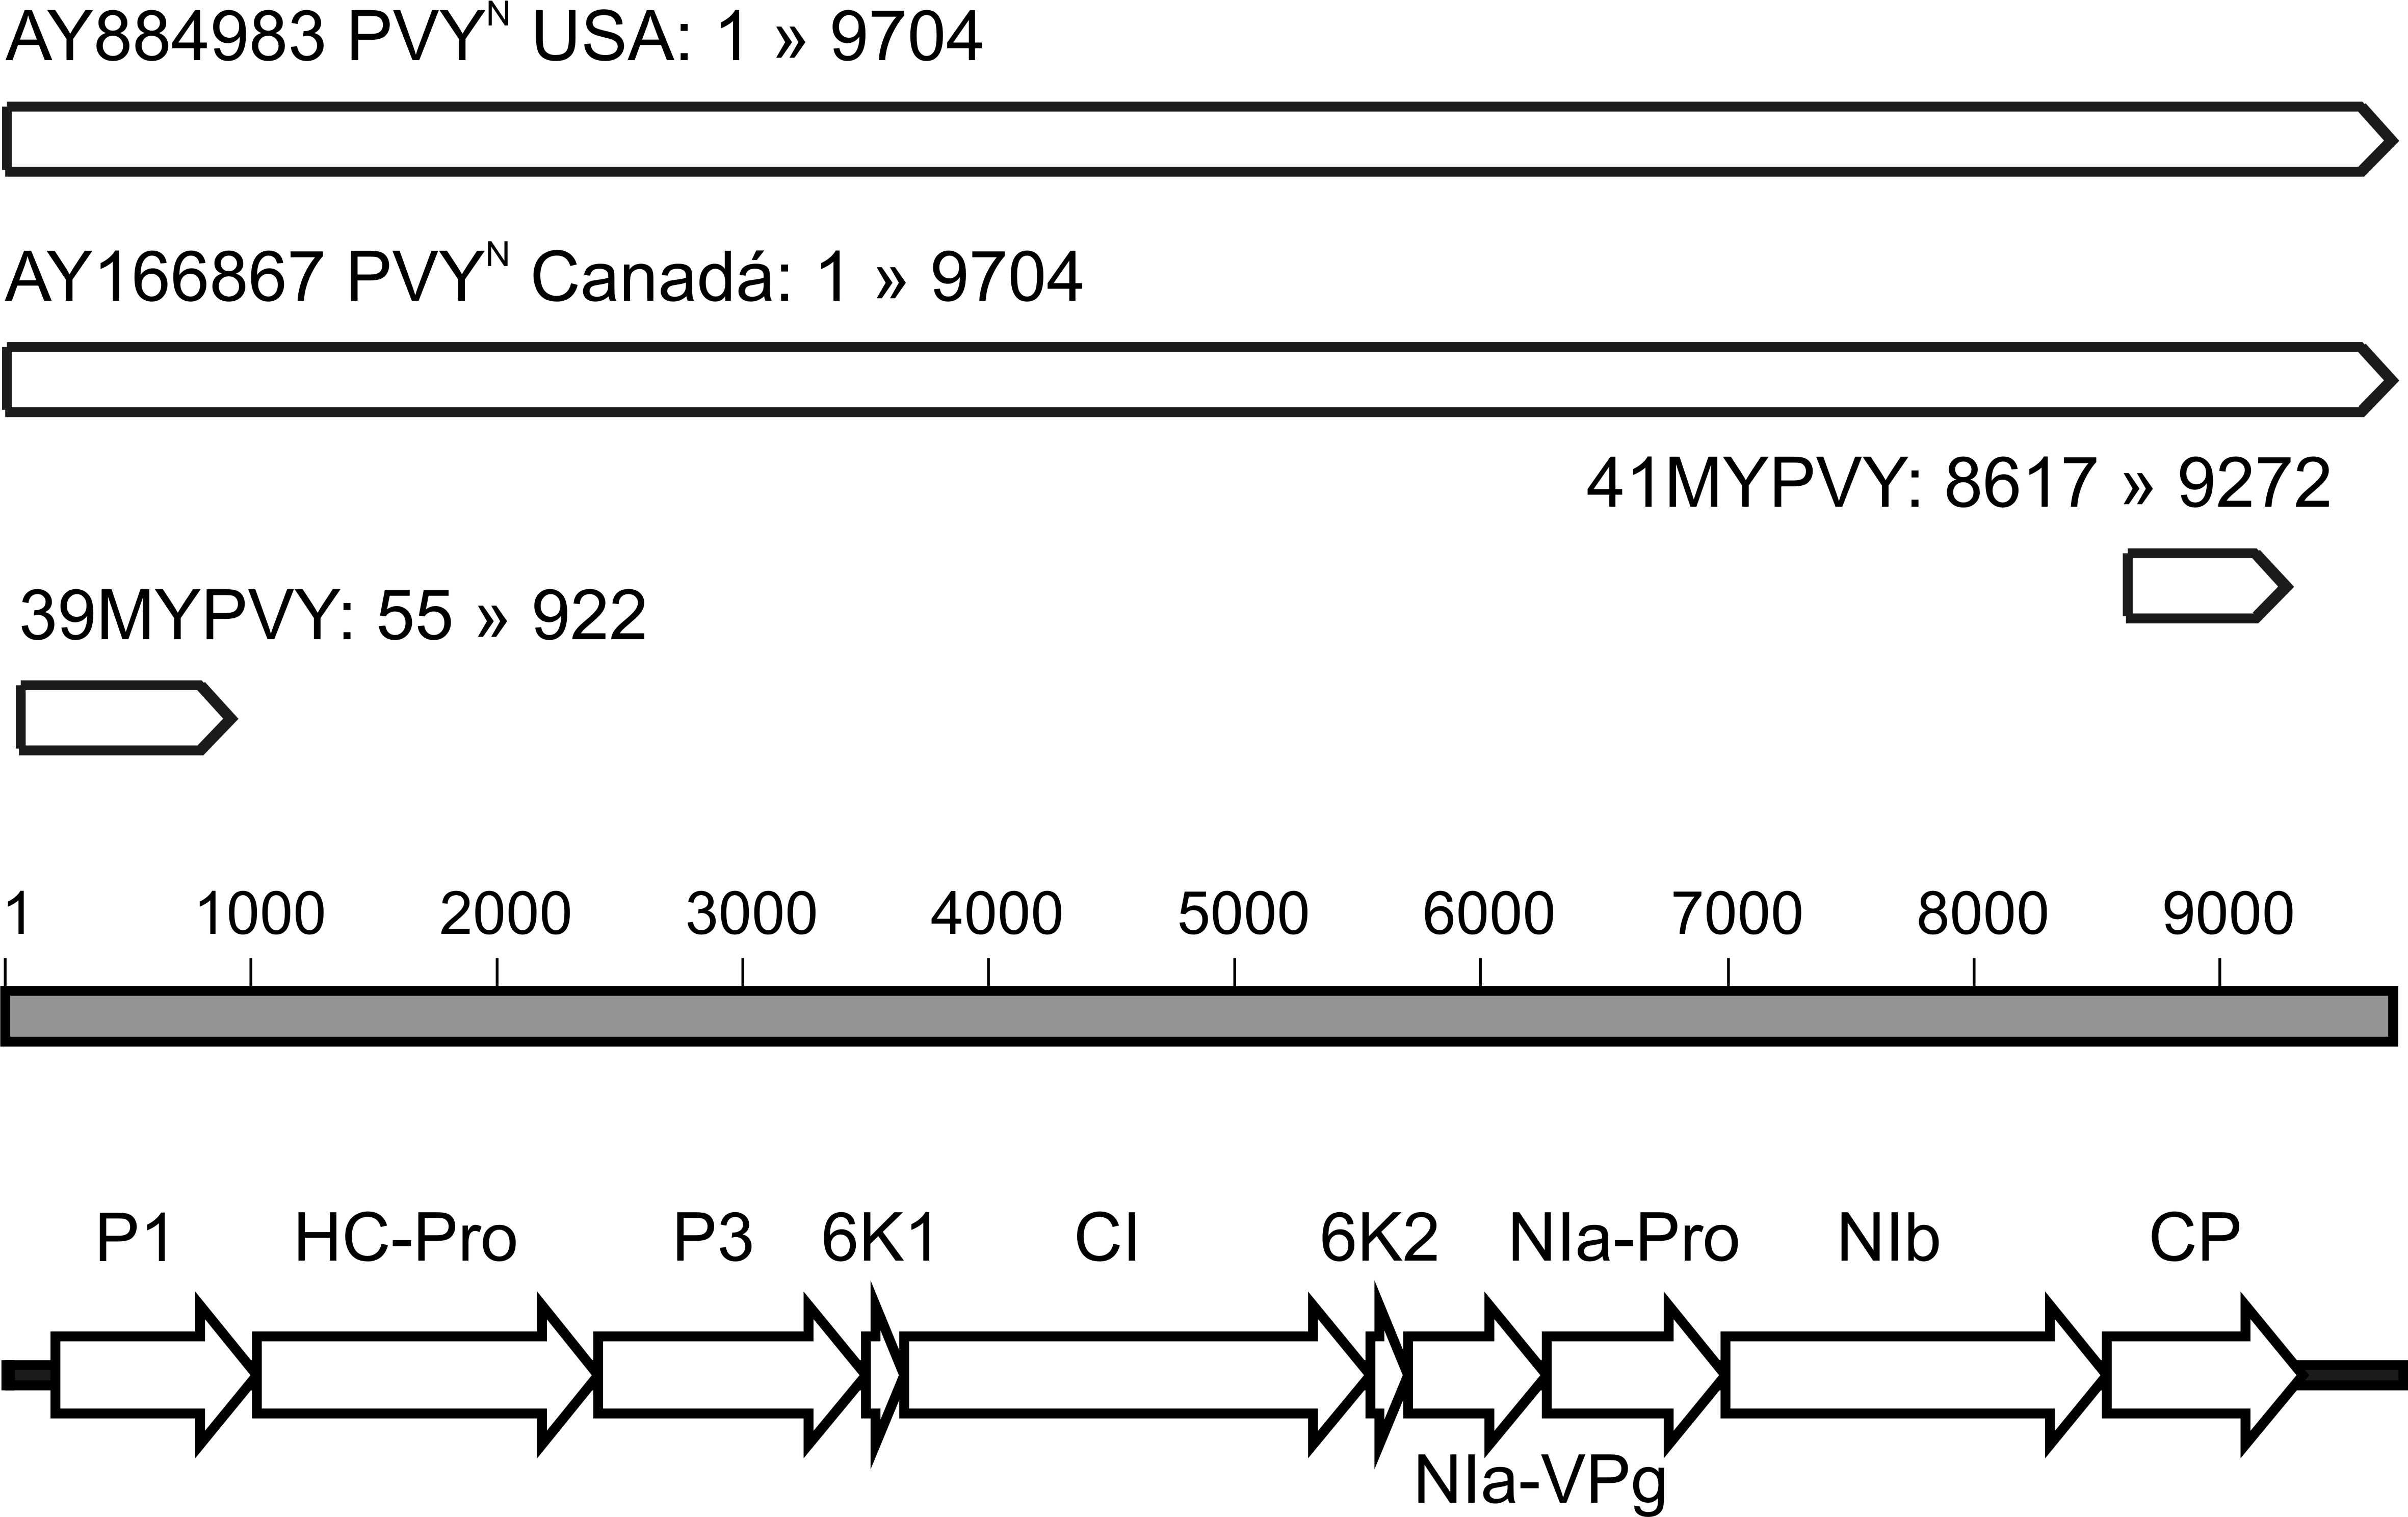 AY884983 PVYᴺ USA: 1 » 9704
AY166867 PVYᴺ Canadá: 1 » 9704
41MYPVY: 8617 » 9272
39MYPVY: 55 » 922
1 1000 2000 3000 4000 5000 6000 7000 8000 9000
P1 HC-Pro P3 6K1 CI 6K2 NIa-Pro NIb CP
NIa-VPg